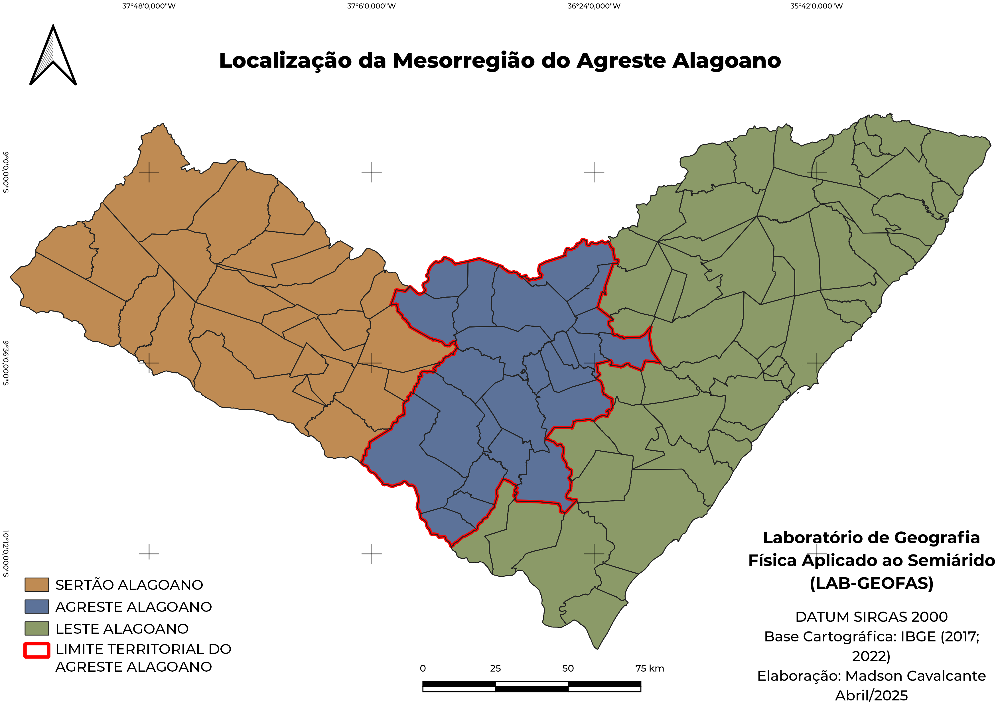 37°48'0,000"W
37°6'0,000"W
36°24'0,000"W
35°42'0,000"W
Localização da Mesorregião do Agreste Alagoano
9°0'0,000"S
9°36'0,000"S
10°12'0,000"S
SERTÃO ALAGOANO
AGRESTE ALAGOANO
LESTE ALAGOANO
LIMITE TERRITORIAL DO
AGRESTE ALAGOANO
0 25 50 75 km
Laboratório de Geografia
Física Aplicado ao Semiárido
(LAB-GEOFAS)
DATUM SIRGAS 2000
Base Cartográfica: IBGE (2017;
2022)
Elaboração: Madson Cavalcante
Abril/2025